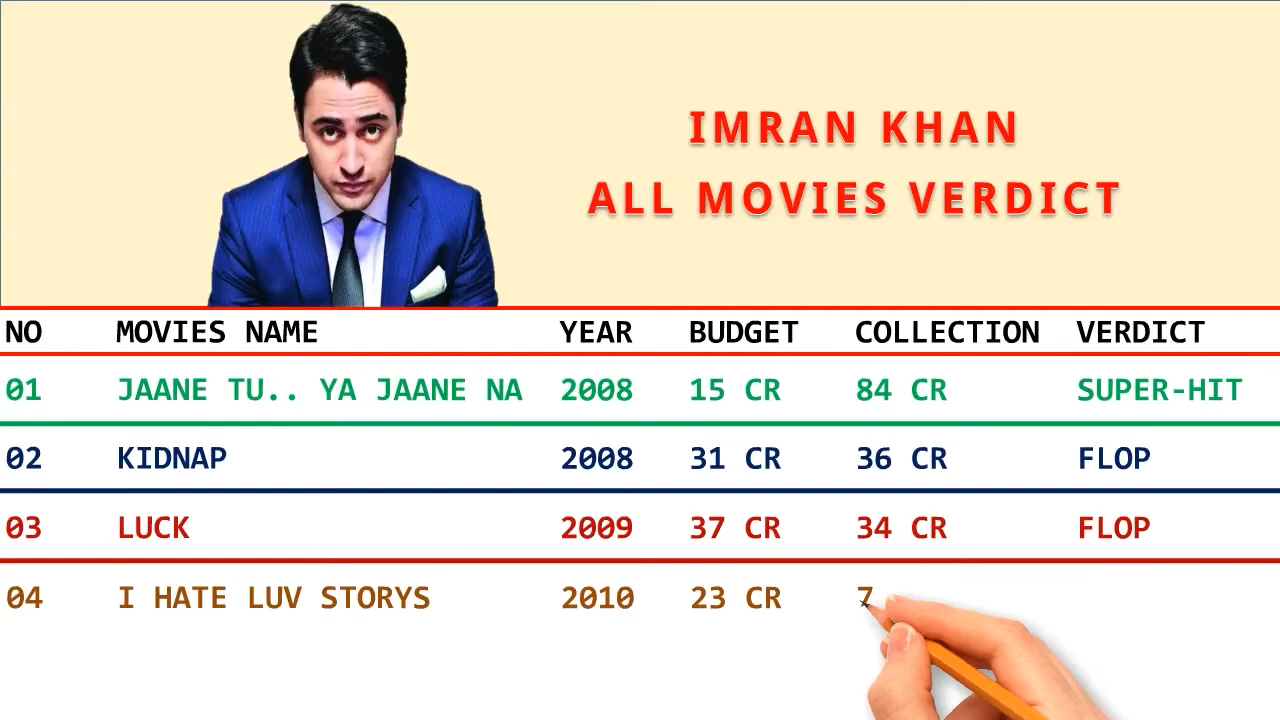 IMRAN KHAN
ALL MOVIES VERDICT
NO MOVIES NAME YEAR BUDGET COLLECTION VERDICT
01 JAANE TU.. YA JAANE NA 2008 15 CR 84 CR SUPER-HIT
02 KIDNAP 2008 31 CR 36 CR FLOP
03 LUCK 2009 37 CR 34 CR FLOP
04 I HATE LUV STORYS 2010 23 CR 7